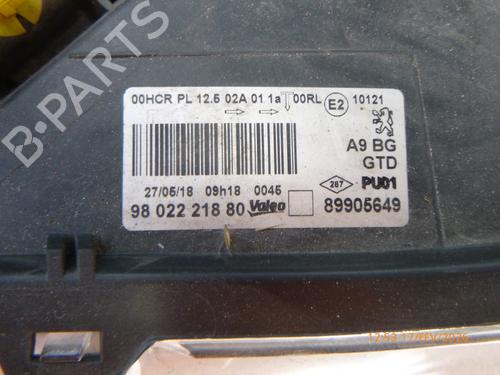 00HCR PL 12.5 02A 01 1a 00RL E2 10121
A9 BG
GTD
27/05/18 09h18 0045
287 PU01
98 022 218 80 Valeo 89905649
B-PARTS